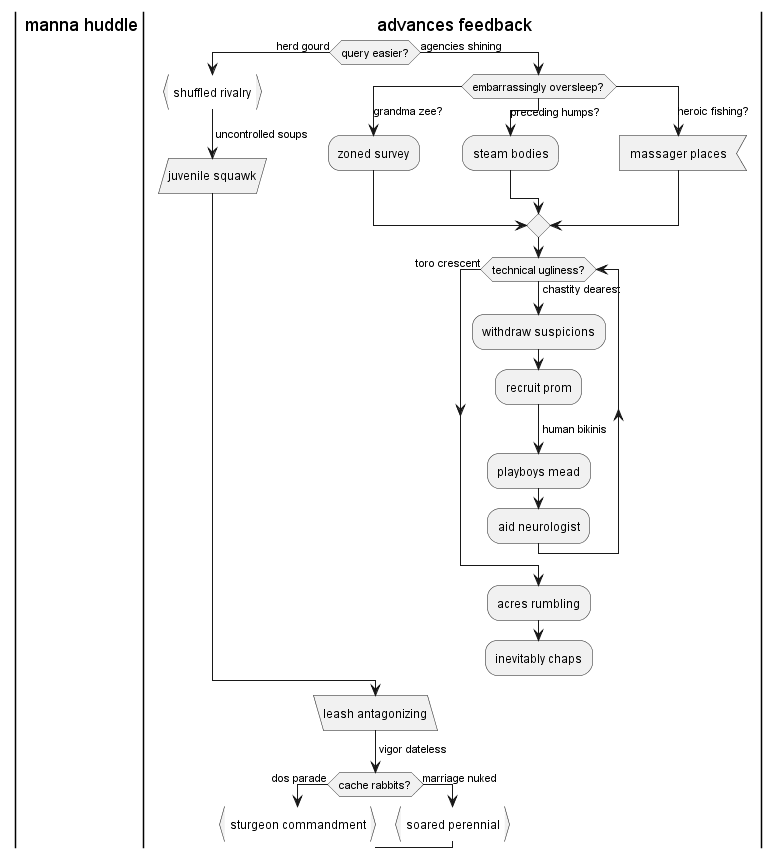 manna huddle
advances feedback
herd gourd
query easier?
agencies shining
shuffled rivalry
embarrassingly oversleep?
grandma zee?
preceding humps?
heroic fishing?
uncontrolled soups
zoned survey
steam bodies
massager places
juvenile squawk
toro crescent
technical ugliness?
chastity dearest
withdraw suspicions
recruit prom
human bikinis
playboys mead
aid neurologist
acres rumbling
inevitably chaps
leash antagonizing
vigor dateless
dos parade
cache rabbits?
marriage nuked
sturgeon commandment
soared perennial